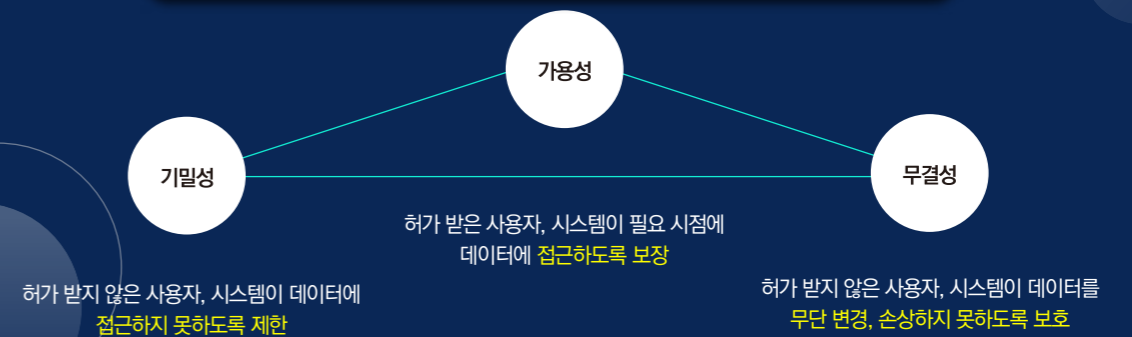 가용성
기밀성
무결성
허가 받은 사용자, 시스템이 필요 시점에
데이터에 접근하도록 보장
허가 받지 않은 사용자, 시스템이 데이터에
접근하지 못하도록 제한
허가 받지 않은 사용자, 시스템이 데이터를
무단 변경, 손상하지 못하도록 보호